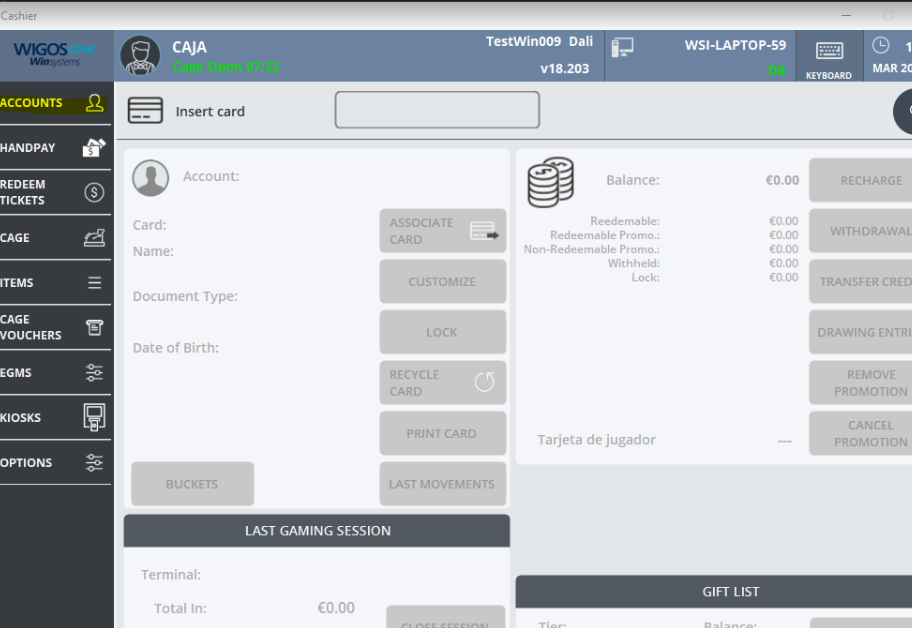 Cashier
WIGOS ONE
Winsystems
CAJA
Cage Open 07:22
TestWin009 Dali
v18.203
WSI-LAPTOP-59
DB
KEYBOARD
MAR 20
ACCOUNTS
HANDPAY
REDEEM
TICKETS
CAGE
ITEMS
CAGE
VOUCHERS
EGMS
KIOSKS
OPTIONS
Insert card
Account:
Card:
Name:
Document Type:
Date of Birth:
ASSOCIATE
CARD
CUSTOMIZE
LOCK
RECYCLE
CARD
PRINT CARD
BUCKETS
LAST MOVEMENTS
Balance: €0.00
Reedemable: €0.00
Redeemable Promo.: €0.00
Non-Redeemable Promo.: €0.00
Withheld: €0.00
Lock: €0.00
Tarjeta de jugador ---
RECHARGE
WITHDRAWAL
TRANSFER CRED
DRAWING ENTRI
REMOVE
PROMOTION
CANCEL
PROMOTION
LAST GAMING SESSION
Terminal:
Total In: €0.00
CLOSE SESSION
GIFT LIST
Tier: Balance: